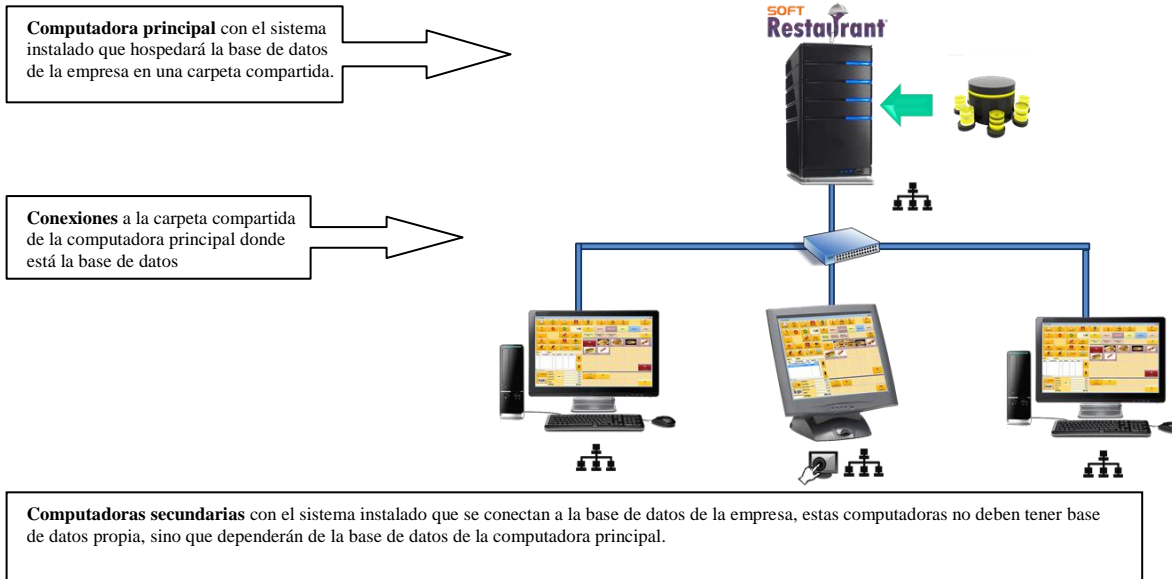 Computadora principal con el sistema
instalado que hospedará la base de datos
de la empresa en una carpeta compartida.
SOFT
Restaurant
Conexiones a la carpeta compartida
de la computadora principal donde
está la base de datos
Computadoras secundarias con el sistema instalado que se conectan a la base de datos de la empresa, estas computadoras no deben tener base
de datos propia, sino que dependerán de la base de datos de la computadora principal.